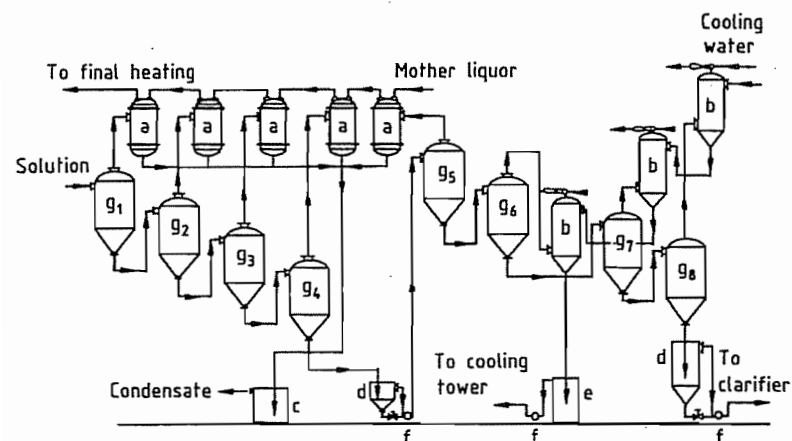 Cooling
water
To final heating
Mother liquor
a
a
a
a
a
b
b
Solution
g1
g2
g3
g4
g5
g6
b
g7
g8
Condensate
c
d
To cooling
tower
e
d
To
clarifier
f
f
f